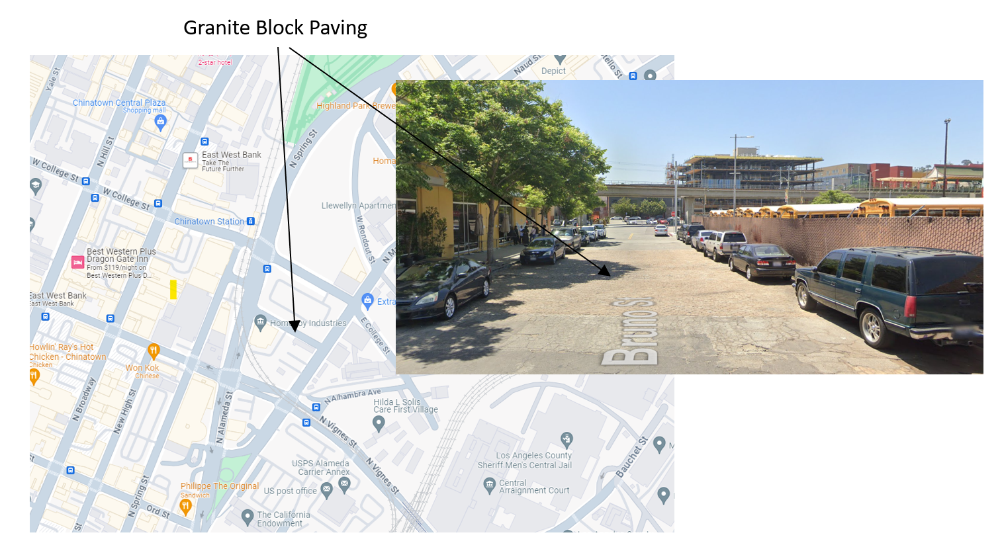 Granite Block Paving
2-star hotel
Yale St
Naud St
Depict
Chinatown Central Plaza
Shopping mall
Highland Park Brewe
N Hill St
N Spring St
East West Bank
Take The
Future Further
Homa
W College St
W College St
Llewellyn Apartmen
Chinatown Station
W Rondout St
N M
Best Western Plus
Dragon Gate Inn
From $119/night on
Best Western Plus D...
East West Bank
East West Bank
Extra
Bruno St
Homeboy Industries
E College St
Howlin' Ray's Hot
Chicken - Chinatown
Chicken
Won Kok
Chinese
N Broadway
New High St
N Alameda St
N Alhambra Ave
Hilda L Solis
Care First Village
N Vignes St
N Vignes St
Los Angeles County
Sheriff Men's Central Jail
Bauchet St
M
USPS Alameda
Carrier Annex
US post office
Central
Arraignment Court
Philippe The Original
Sandwich
N Spring St
Ord St
The California
Endowment
St